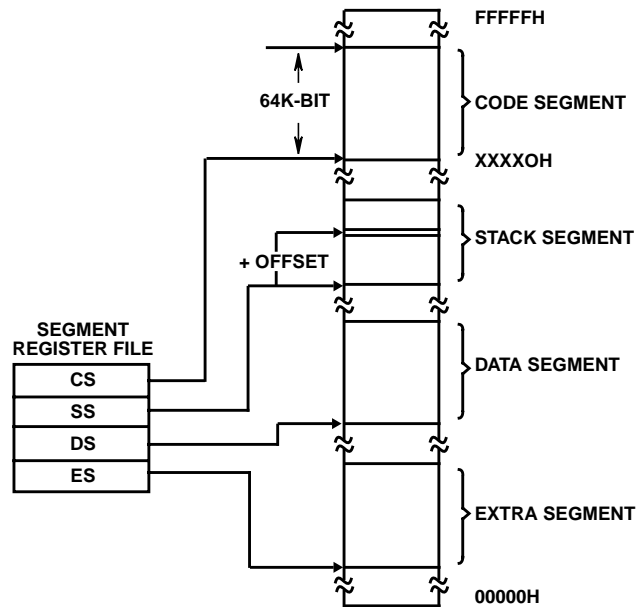 FFFFFH
64K-BIT
CODE SEGMENT
XXXXOH
STACK SEGMENT
+ OFFSET
SEGMENT
REGISTER FILE
CS
SS
DS
ES
DATA SEGMENT
EXTRA SEGMENT
00000H